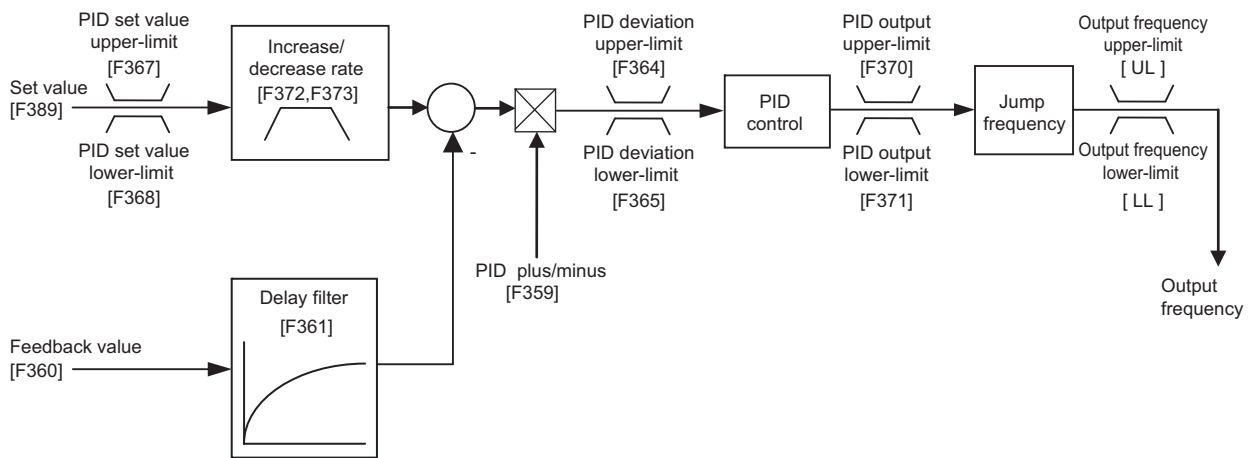 PID set value
upper-limit
[F367]
Set value
[F389]
PID set value
lower-limit
[F368]
Increase/
decrease rate
[F372,F373]
-
PID plus/minus
[F359]
Feedback value
[F360]
Delay filter
[F361]
PID deviation
upper-limit
[F364]
PID deviation
lower-limit
[F365]
PID
control
PID output
upper-limit
[F370]
PID output
lower-limit
[F371]
Jump
frequency
Output frequency
upper-limit
[ UL ]
Output frequency
lower-limit
[ LL ]
Output
frequency